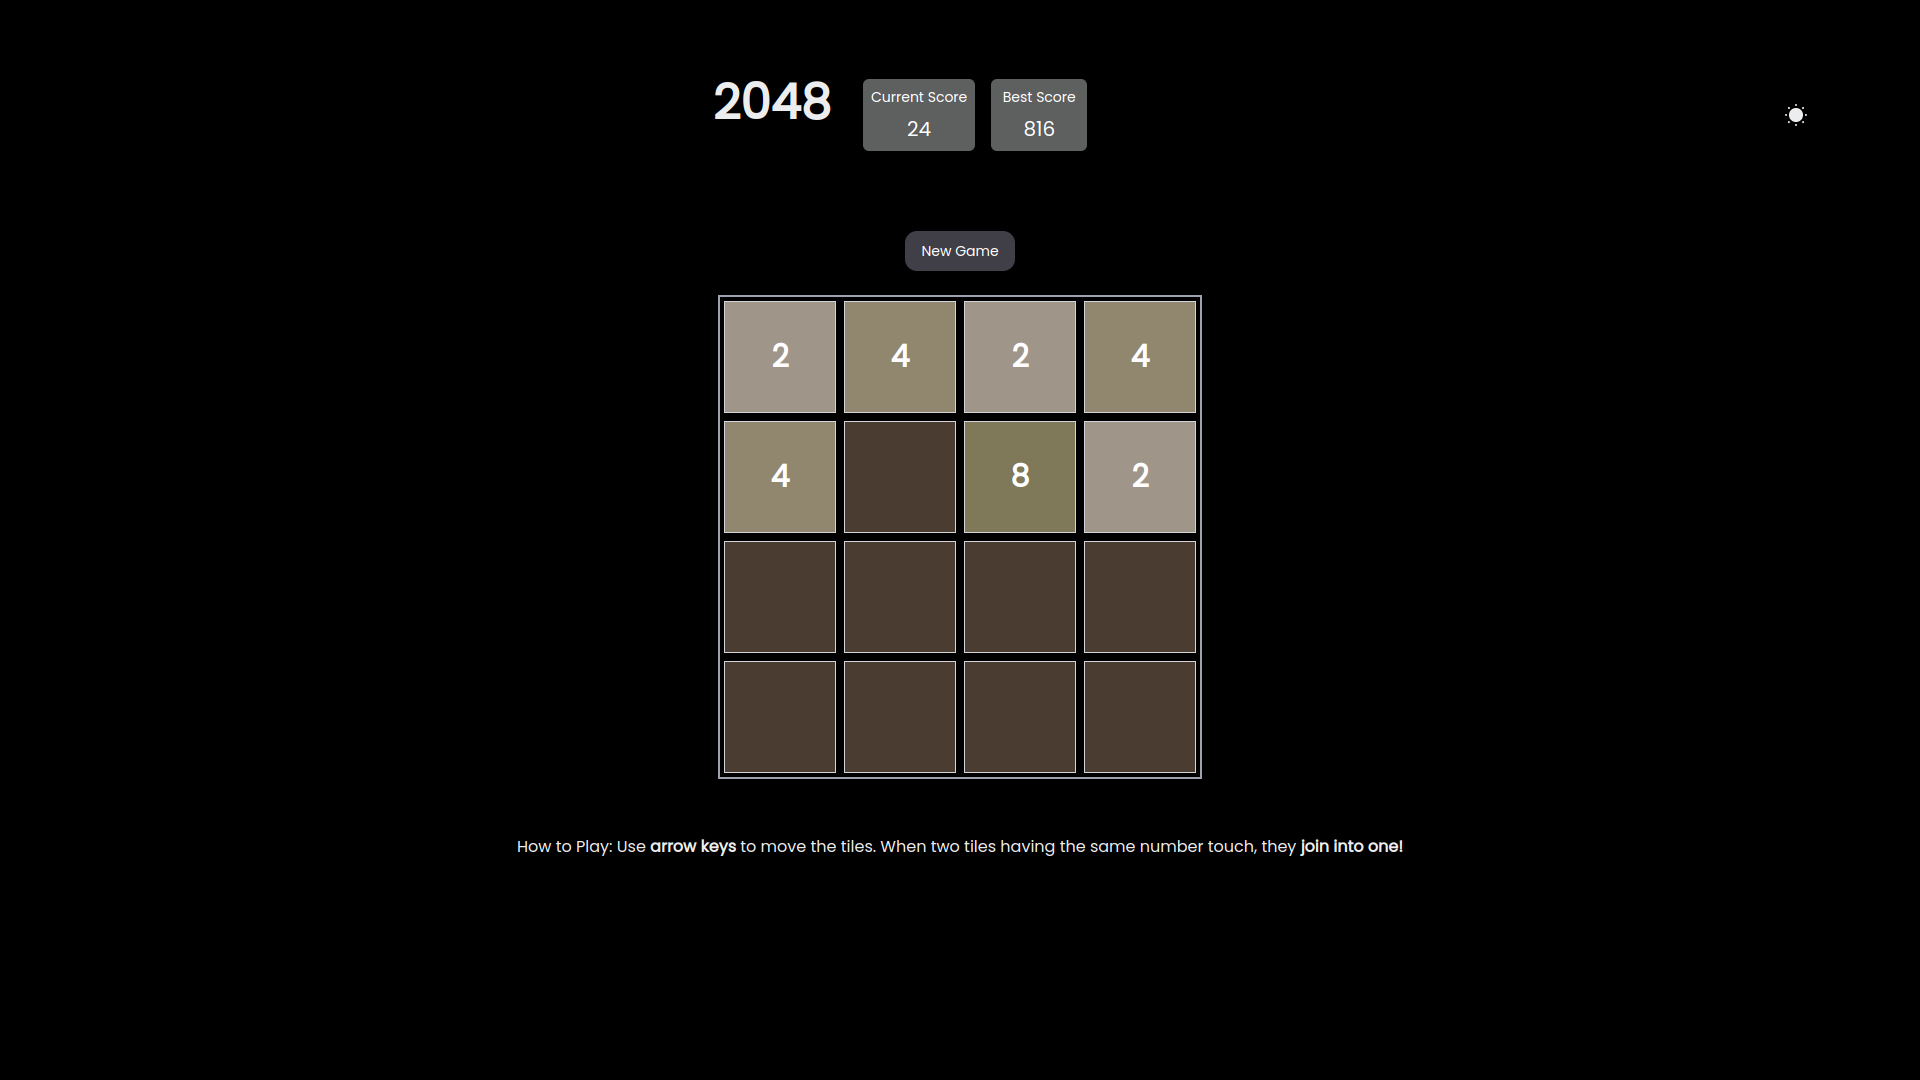 2048
Current Score
24
Best Score
816
New Game
2 4 2 4
4 8 2
How to Play: Use arrow keys to move the tiles. When two tiles having the same number touch, they join into one!